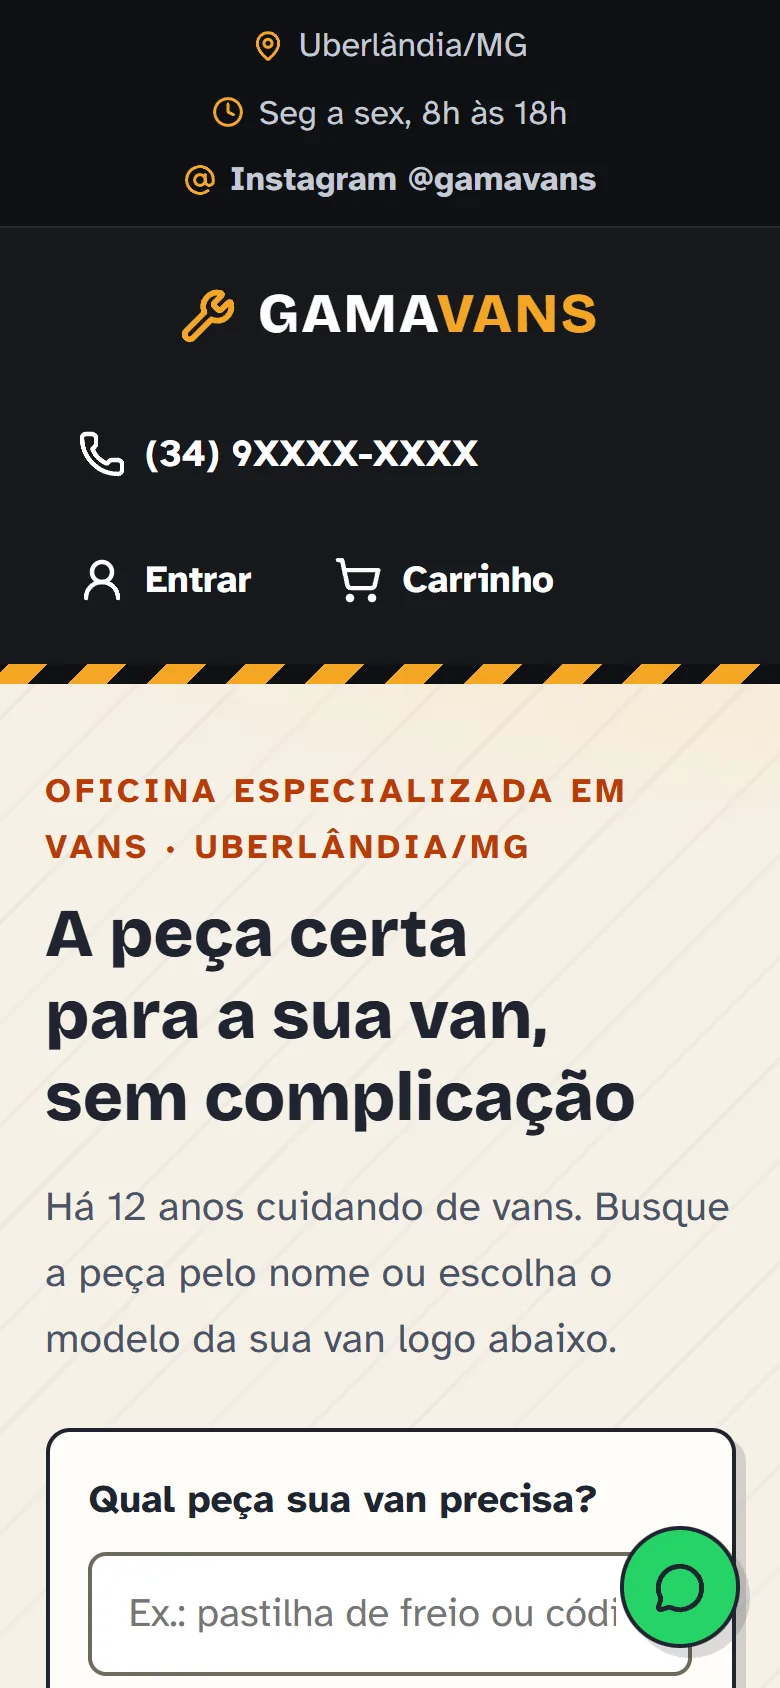 Uberlândia/MG
Seg a sex, 8h às 18h
Instagram @gamavans
GAMAVANS
(34) 9XXXX-XXXX
Entrar
Carrinho
OFICINA ESPECIALIZADA EM
VANS · UBERLÂNDIA/MG
A peça certa
para a sua van,
sem complicação
Há 12 anos cuidando de vans. Busque
a peça pelo nome ou escolha o
modelo da sua van logo abaixo.
Qual peça sua van precisa?
Ex.: pastilha de freio ou códi